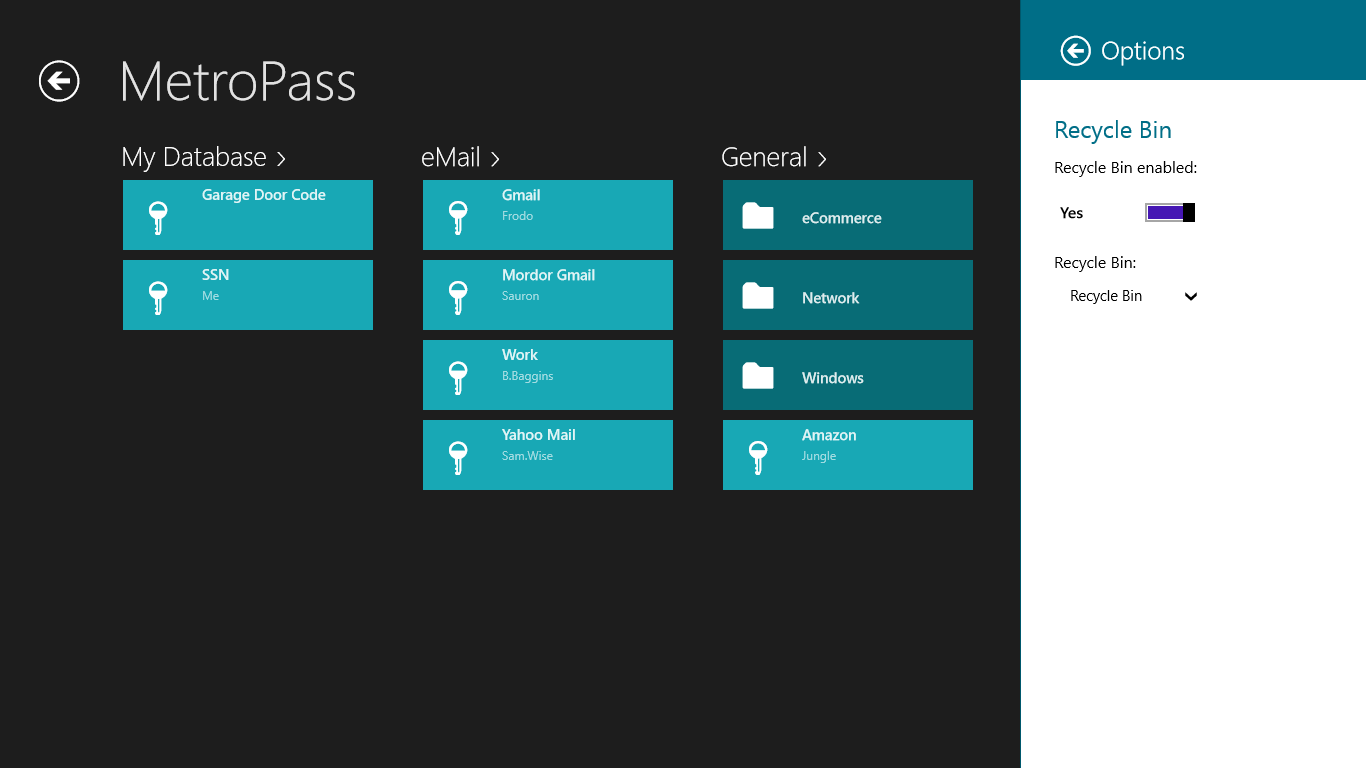 MetroPass
My Database >
Garage Door Code
SSN
Me
eMail >
Gmail
Frodo
Mordor Gmail
Sauron
Work
B.Baggins
Yahoo Mail
Sam.Wise
General >
eCommerce
Network
Windows
Amazon
Jungle
Options
Recycle Bin
Recycle Bin enabled:
Yes
Recycle Bin:
Recycle Bin